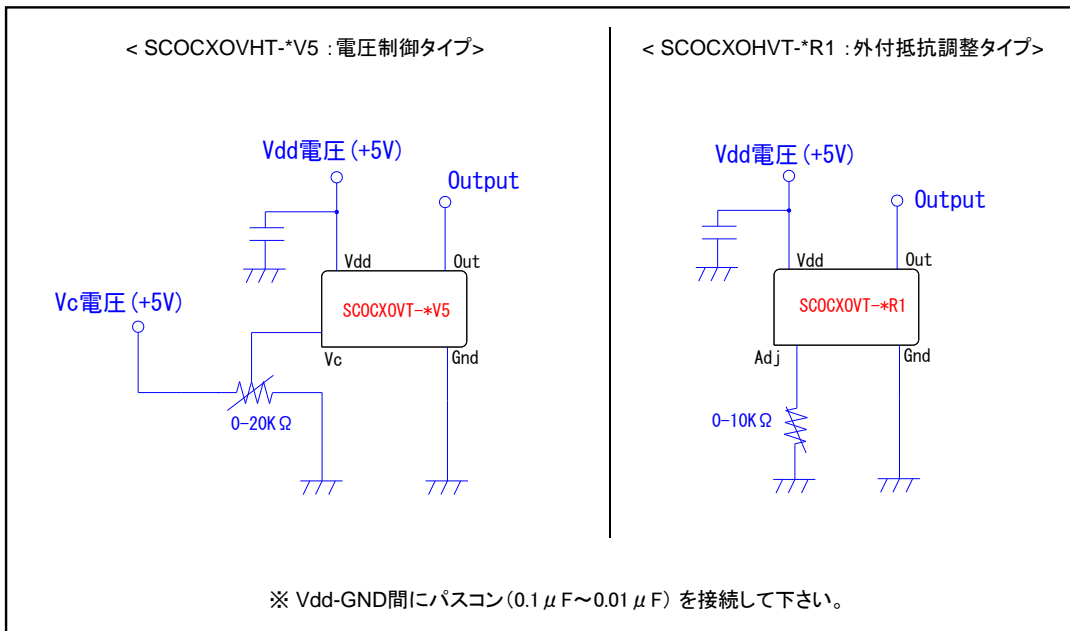 < SCOCXOVHT-*V5 : 電圧制御タイプ>
Vdd電圧(+5V)
Output
Vdd
Out
Vc電圧(+5V)
SCOCXOVT-*V5
Vc
Gnd
0-20KΩ
< SCOCXOHVT-*R1 : 外付抵抗調整タイプ>
Vdd電圧(+5V)
Output
Vdd
Out
SCOCXOVT-*R1
Adj
Gnd
0-10KΩ
※ Vdd-GND間にパスコン(0.1μF～0.01μF) を接続して下さい。